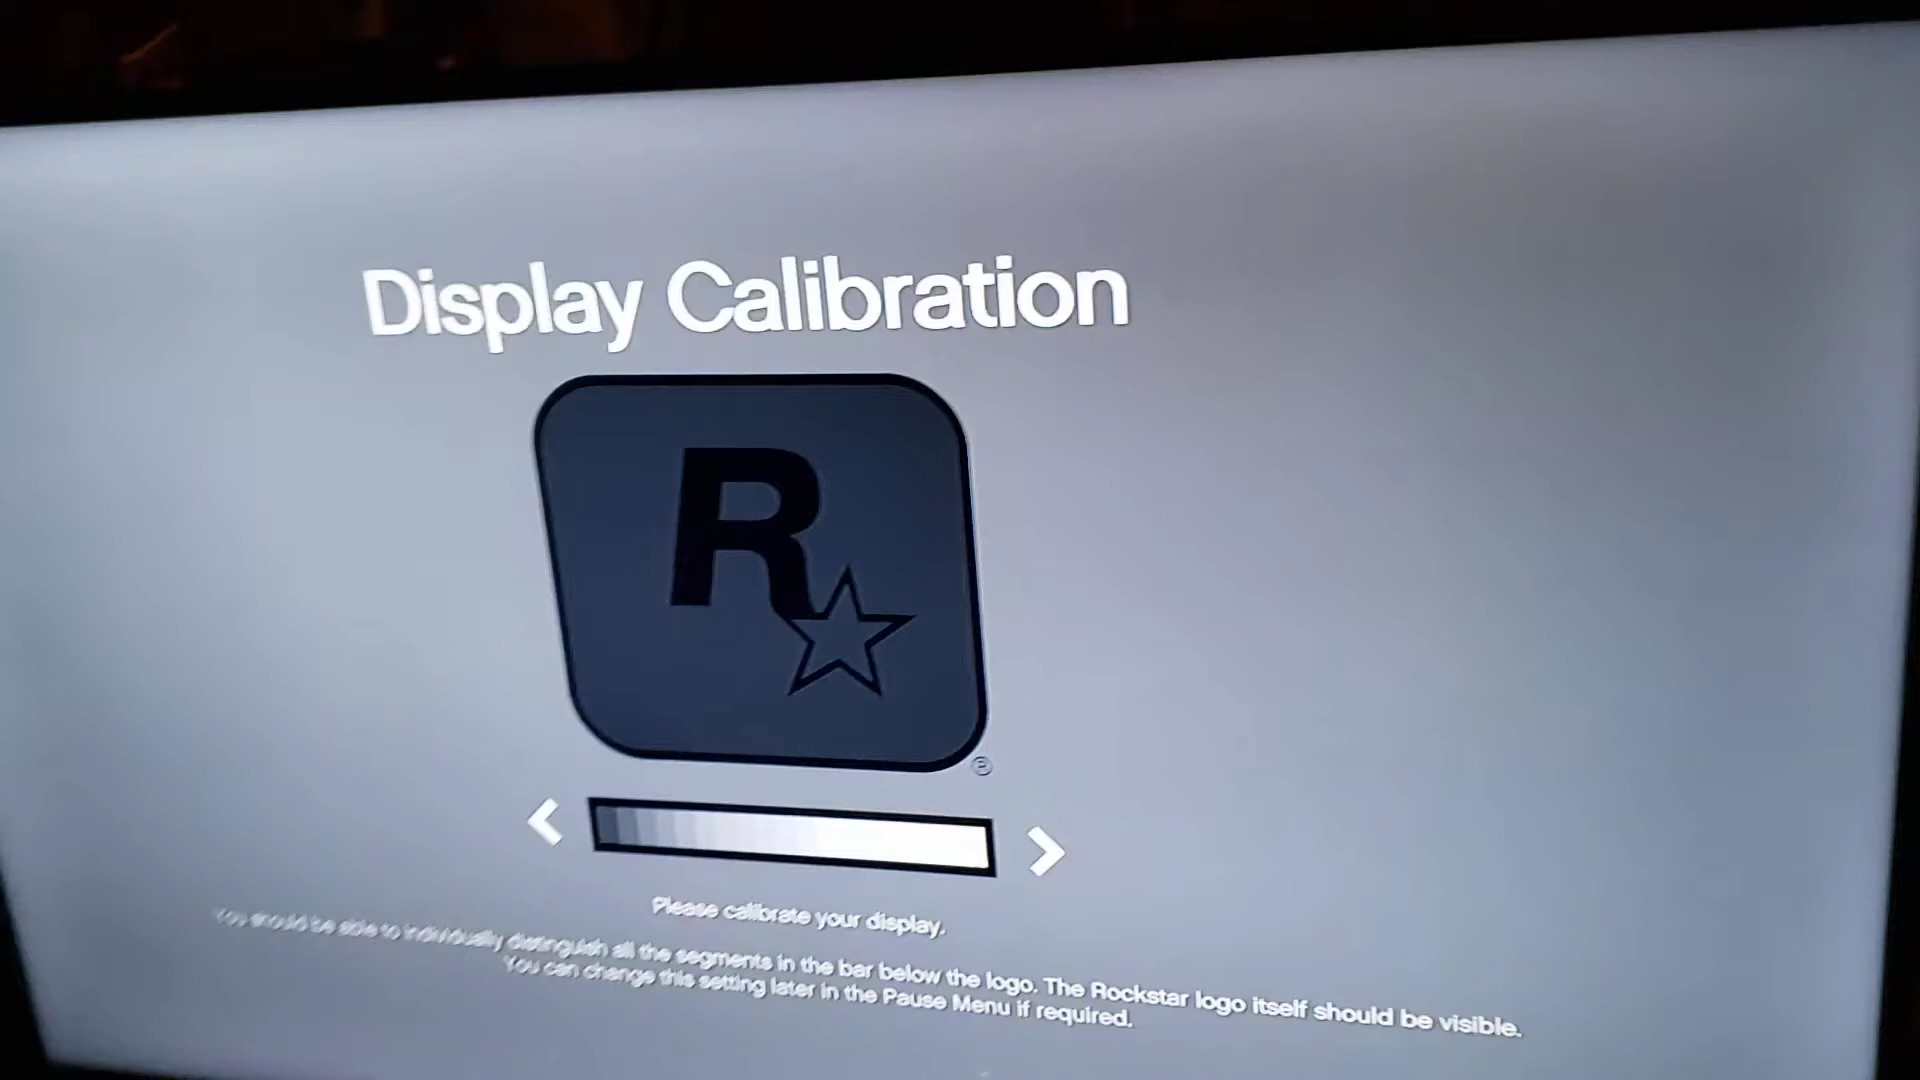 Display Calibration
R
®
Please calibrate your display.
You should be able to individually distinguish all the segments in the bar below the logo. The Rockstar logo itself should be visible.
You can change this setting later in the Pause Menu if required.